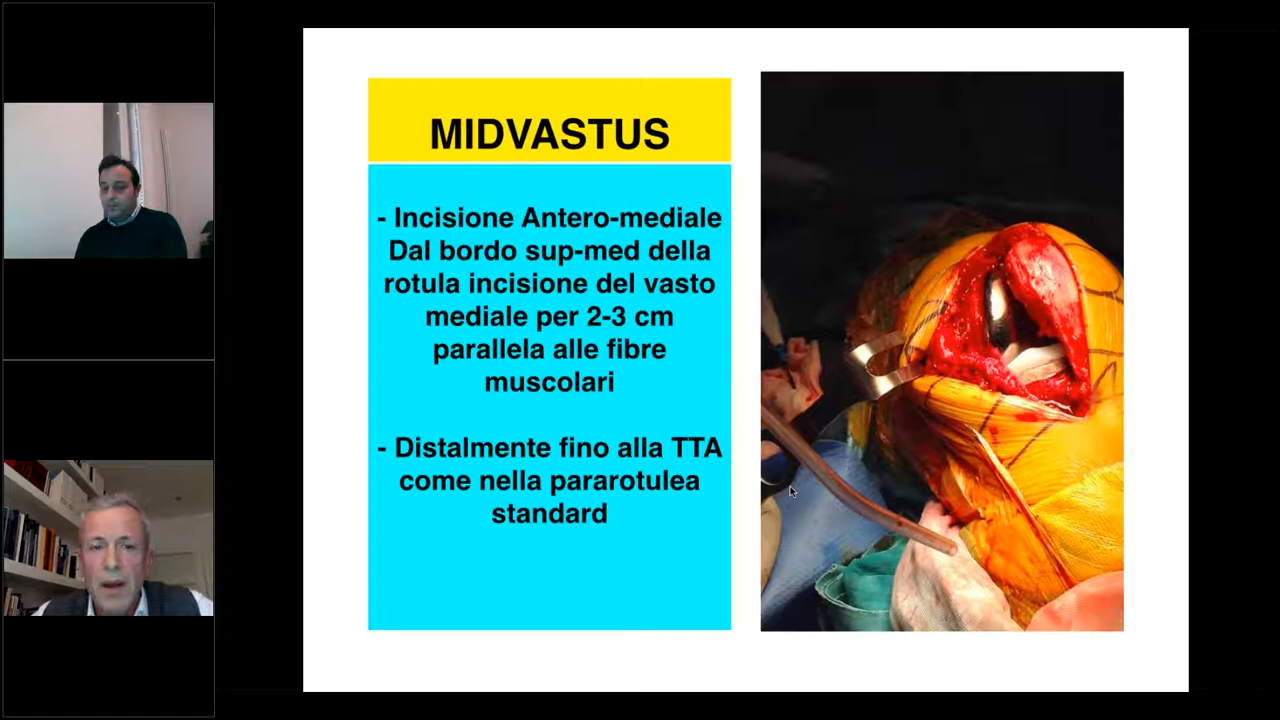 MIDVASTUS
- Incisione Antero-mediale
Dal bordo sup-med della
rotula incisione del vasto
mediale per 2-3 cm
parallela alle fibre
muscolari
- Distalmente fino alla TTA
come nella pararotulea
standard